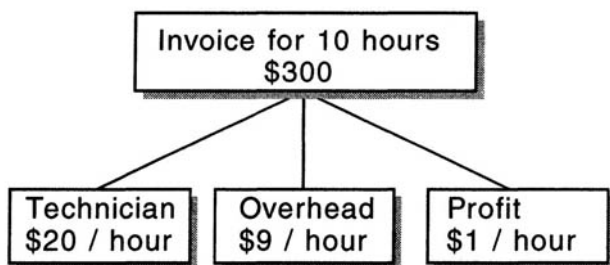 Invoice for 10 hours
$300
Technician
$20 / hour
Overhead
$9 / hour
Profit
$1 / hour